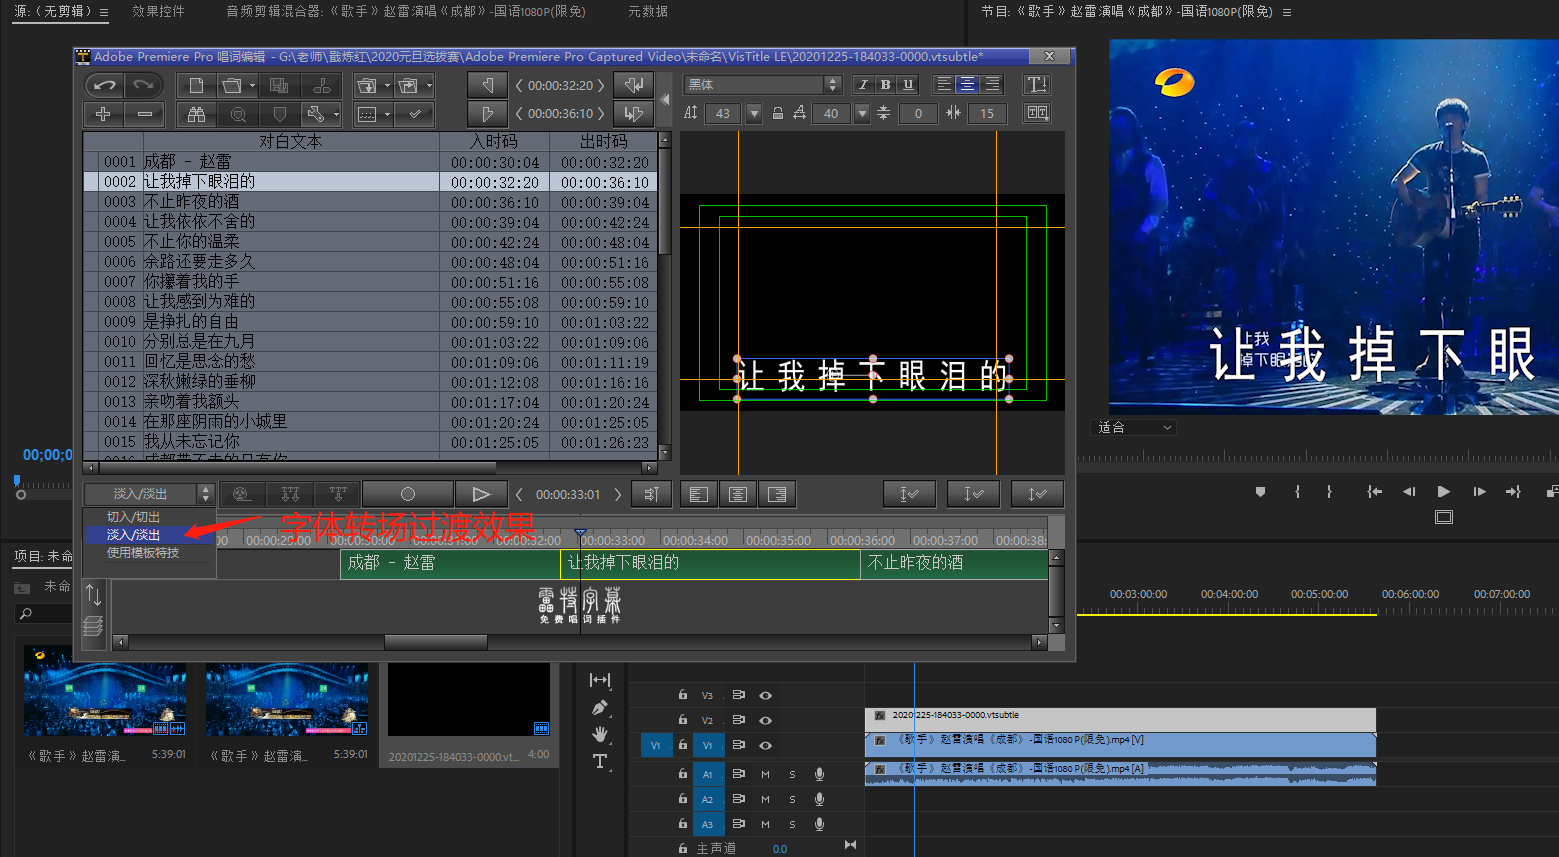 源:（无剪辑） 效果控件 音频剪辑混合器:《歌手》赵雷演唱《成都》-国语1080P(限免) 元数据
节目:《歌手》赵雷演唱《成都》-国语1080P(限免)
Adobe Premiere Pro 唱词编辑 - G:\老师\戬炼红\2020元旦选拔赛\Adobe Premiere Pro Captured Video\未命名\VisTitle LE\20201225-184033-0000.vtsubtle*
00:00:32:20
00:00:36:10
黑体 I B U
43 40 0 15
对白文本 入时码 出时码
0001 成都 - 赵雷 00:00:30:04 00:00:32:20
0002 让我掉下眼泪的 00:00:32:20 00:00:36:10
0003 不止昨夜的酒 00:00:36:10 00:00:39:04
0004 让我依依不舍的 00:00:39:04 00:00:42:24
0005 不止你的温柔 00:00:42:24 00:00:48:04
0006 余路还要走多久 00:00:48:04 00:00:51:16
0007 你攥着我的手 00:00:51:16 00:00:55:08
0008 让我感到为难的 00:00:55:08 00:00:59:10
0009 是挣扎的自由 00:00:59:10 00:01:03:22
0010 分别总是在九月 00:01:03:22 00:01:09:06
0011 回忆是思念的愁 00:01:09:06 00:01:11:19
0012 深秋嫩绿的垂柳 00:01:12:08 00:01:16:16
0013 亲吻着我额头 00:01:17:04 00:01:20:24
0014 在那座阴雨的小城里 00:01:20:24 00:01:25:05
0015 我从未忘记你 00:01:25:05 00:01:26:23
0016 成都带不走的只有你
让我掉下眼泪的
让我掉下眼
让我
掉下眼泪的
适合
00;00;0
淡入/淡出
00:00:33:01
切入/切出
淡入/淡出
使用模板特技
字体转场过渡效果
:00 00:00:29:00 00:00:30:00 00:00:31:00 00:00:32:00 00:00:33:00 00:00:34:00 00:00:35:00 00:00:36:00 00:00:37:00 00:00:38:
成都 - 赵雷 让我掉下眼泪的 不止昨夜的酒
雷特字幕
免费唱词插件
项目: 未命
未命
00:03:00:00 00:04:00:00 00:05:00:00 00:06:00:00 00:07:00:00
《歌手》赵雷演... 5:39:01
《歌手》赵雷演... 5:39:01
20201225-184033-0000.vt... 4:00
T
V3
V2
V1 V1
A1 M S
A2 M S
A3 M S
主声道 0.0
fx 20201225-184033-0000.vtsubtle
fx 《歌手》赵雷演唱《成都》-国语1080P(限免).mp4 [V]
fx 《歌手》赵雷演唱《成都》-国语1080P(限免).mp4 [A]